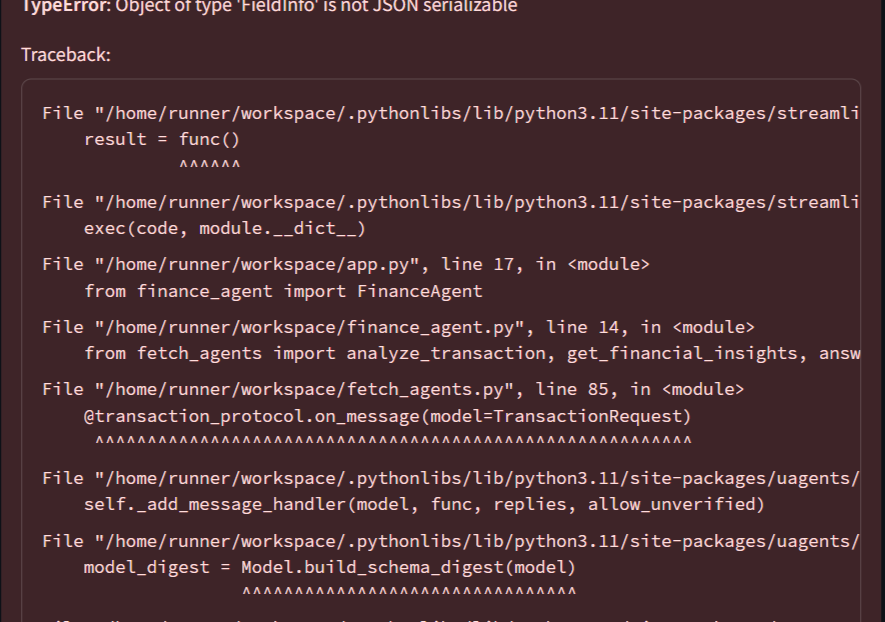 TypeError: Object of type 'FieldInfo' is not JSON serializable
Traceback:
File "/home/runner/workspace/.pythonlibs/lib/python3.11/site-packages/streamli
result = func()
^^^^^^
File "/home/runner/workspace/.pythonlibs/lib/python3.11/site-packages/streamli
exec(code, module.__dict__)
File "/home/runner/workspace/app.py", line 17, in <module>
from finance_agent import FinanceAgent
File "/home/runner/workspace/finance_agent.py", line 14, in <module>
from fetch_agents import analyze_transaction, get_financial_insights, answ
File "/home/runner/workspace/fetch_agents.py", line 85, in <module>
@transaction_protocol.on_message(model=TransactionRequest)
^^^^^^^^^^^^^^^^^^^^^^^^^^^^^^^^^^^^^^^^^^^^^^^^^^^^^^^^^
File "/home/runner/workspace/.pythonlibs/lib/python3.11/site-packages/uagents/
self._add_message_handler(model, func, replies, allow_unverified)
File "/home/runner/workspace/.pythonlibs/lib/python3.11/site-packages/uagents/
model_digest = Model.build_schema_digest(model)
^^^^^^^^^^^^^^^^^^^^^^^^^^^^^^^^